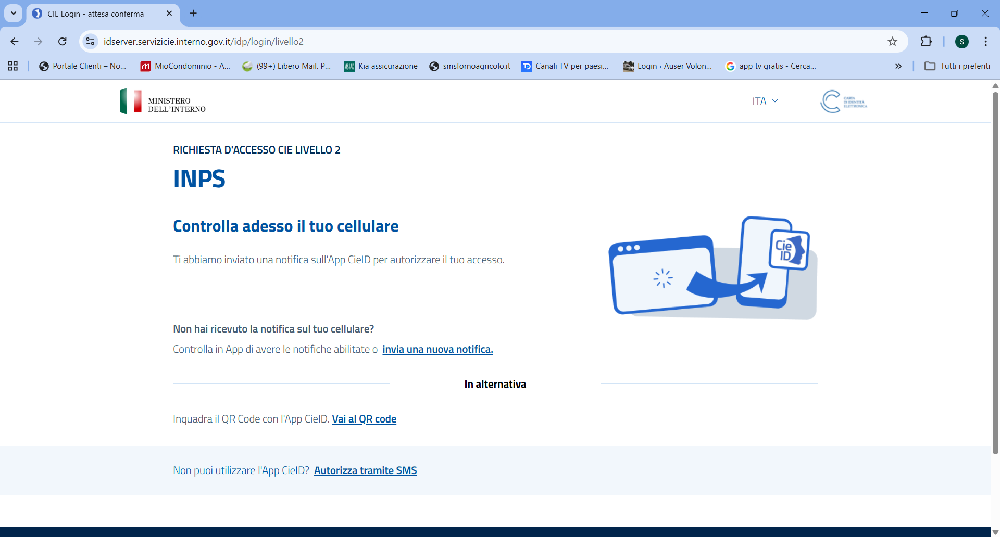 CIE Login - attesa conferma
idserver.servizicie.interno.gov.it/idp/login/livello2
S
Portale Clienti – No...
m MioCondominio - A...
(99+) Libero Mail. P...
Kia assicurazione
smsfornoagricolo.it
TD Canali TV per paesi...
Login ‹ Auser Volon...
G app tv gratis - Cerca...
Tutti i preferiti
MINISTERO
DELL'INTERNO
ITA
CARTA
DI IDENTITÀ
ELETTRONICA
RICHIESTA D'ACCESSO CIE LIVELLO 2
INPS
Controlla adesso il tuo cellulare
Ti abbiamo inviato una notifica sull'App CieID per autorizzare il tuo accesso.
Cie
ID
Non hai ricevuto la notifica sul tuo cellulare?
Controlla in App di avere le notifiche abilitate o invia una nuova notifica.
In alternativa
Inquadra il QR Code con l'App CieID. Vai al QR code
Non puoi utilizzare l'App CieID? Autorizza tramite SMS